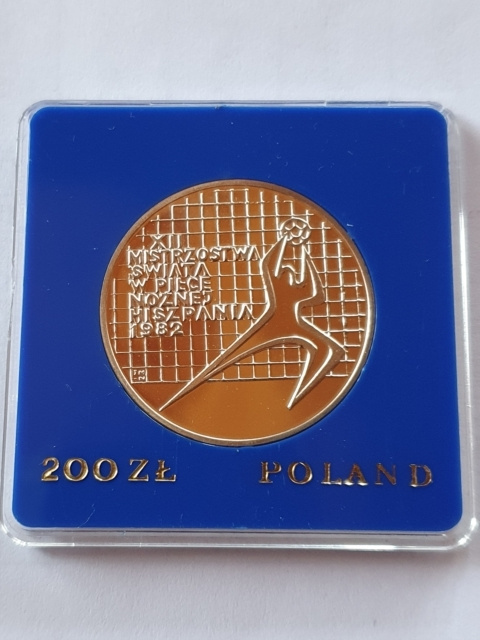 XII
MISTRZOSTWA
ŚWIATA
W PIŁCE
NOŻNEJ
HISZPANIA
1982
200 ZŁ POLAND